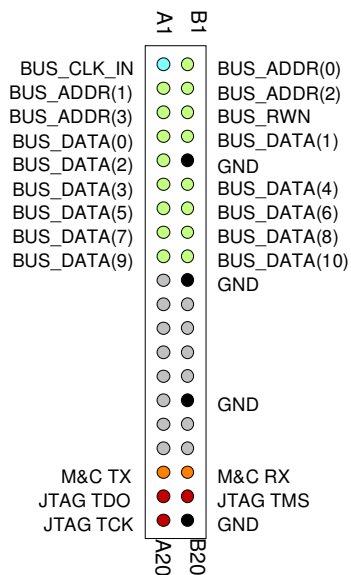 A1 B1
BUS_CLK_IN BUS_ADDR(0)
BUS_ADDR(1) BUS_ADDR(2)
BUS_ADDR(3) BUS_RWN
BUS_DATA(0) BUS_DATA(1)
BUS_DATA(2) GND
BUS_DATA(3) BUS_DATA(4)
BUS_DATA(5) BUS_DATA(6)
BUS_DATA(7) BUS_DATA(8)
BUS_DATA(9) BUS_DATA(10)
GND
GND
M&C TX M&C RX
JTAG TDO JTAG TMS
JTAG TCK GND
A20 B20